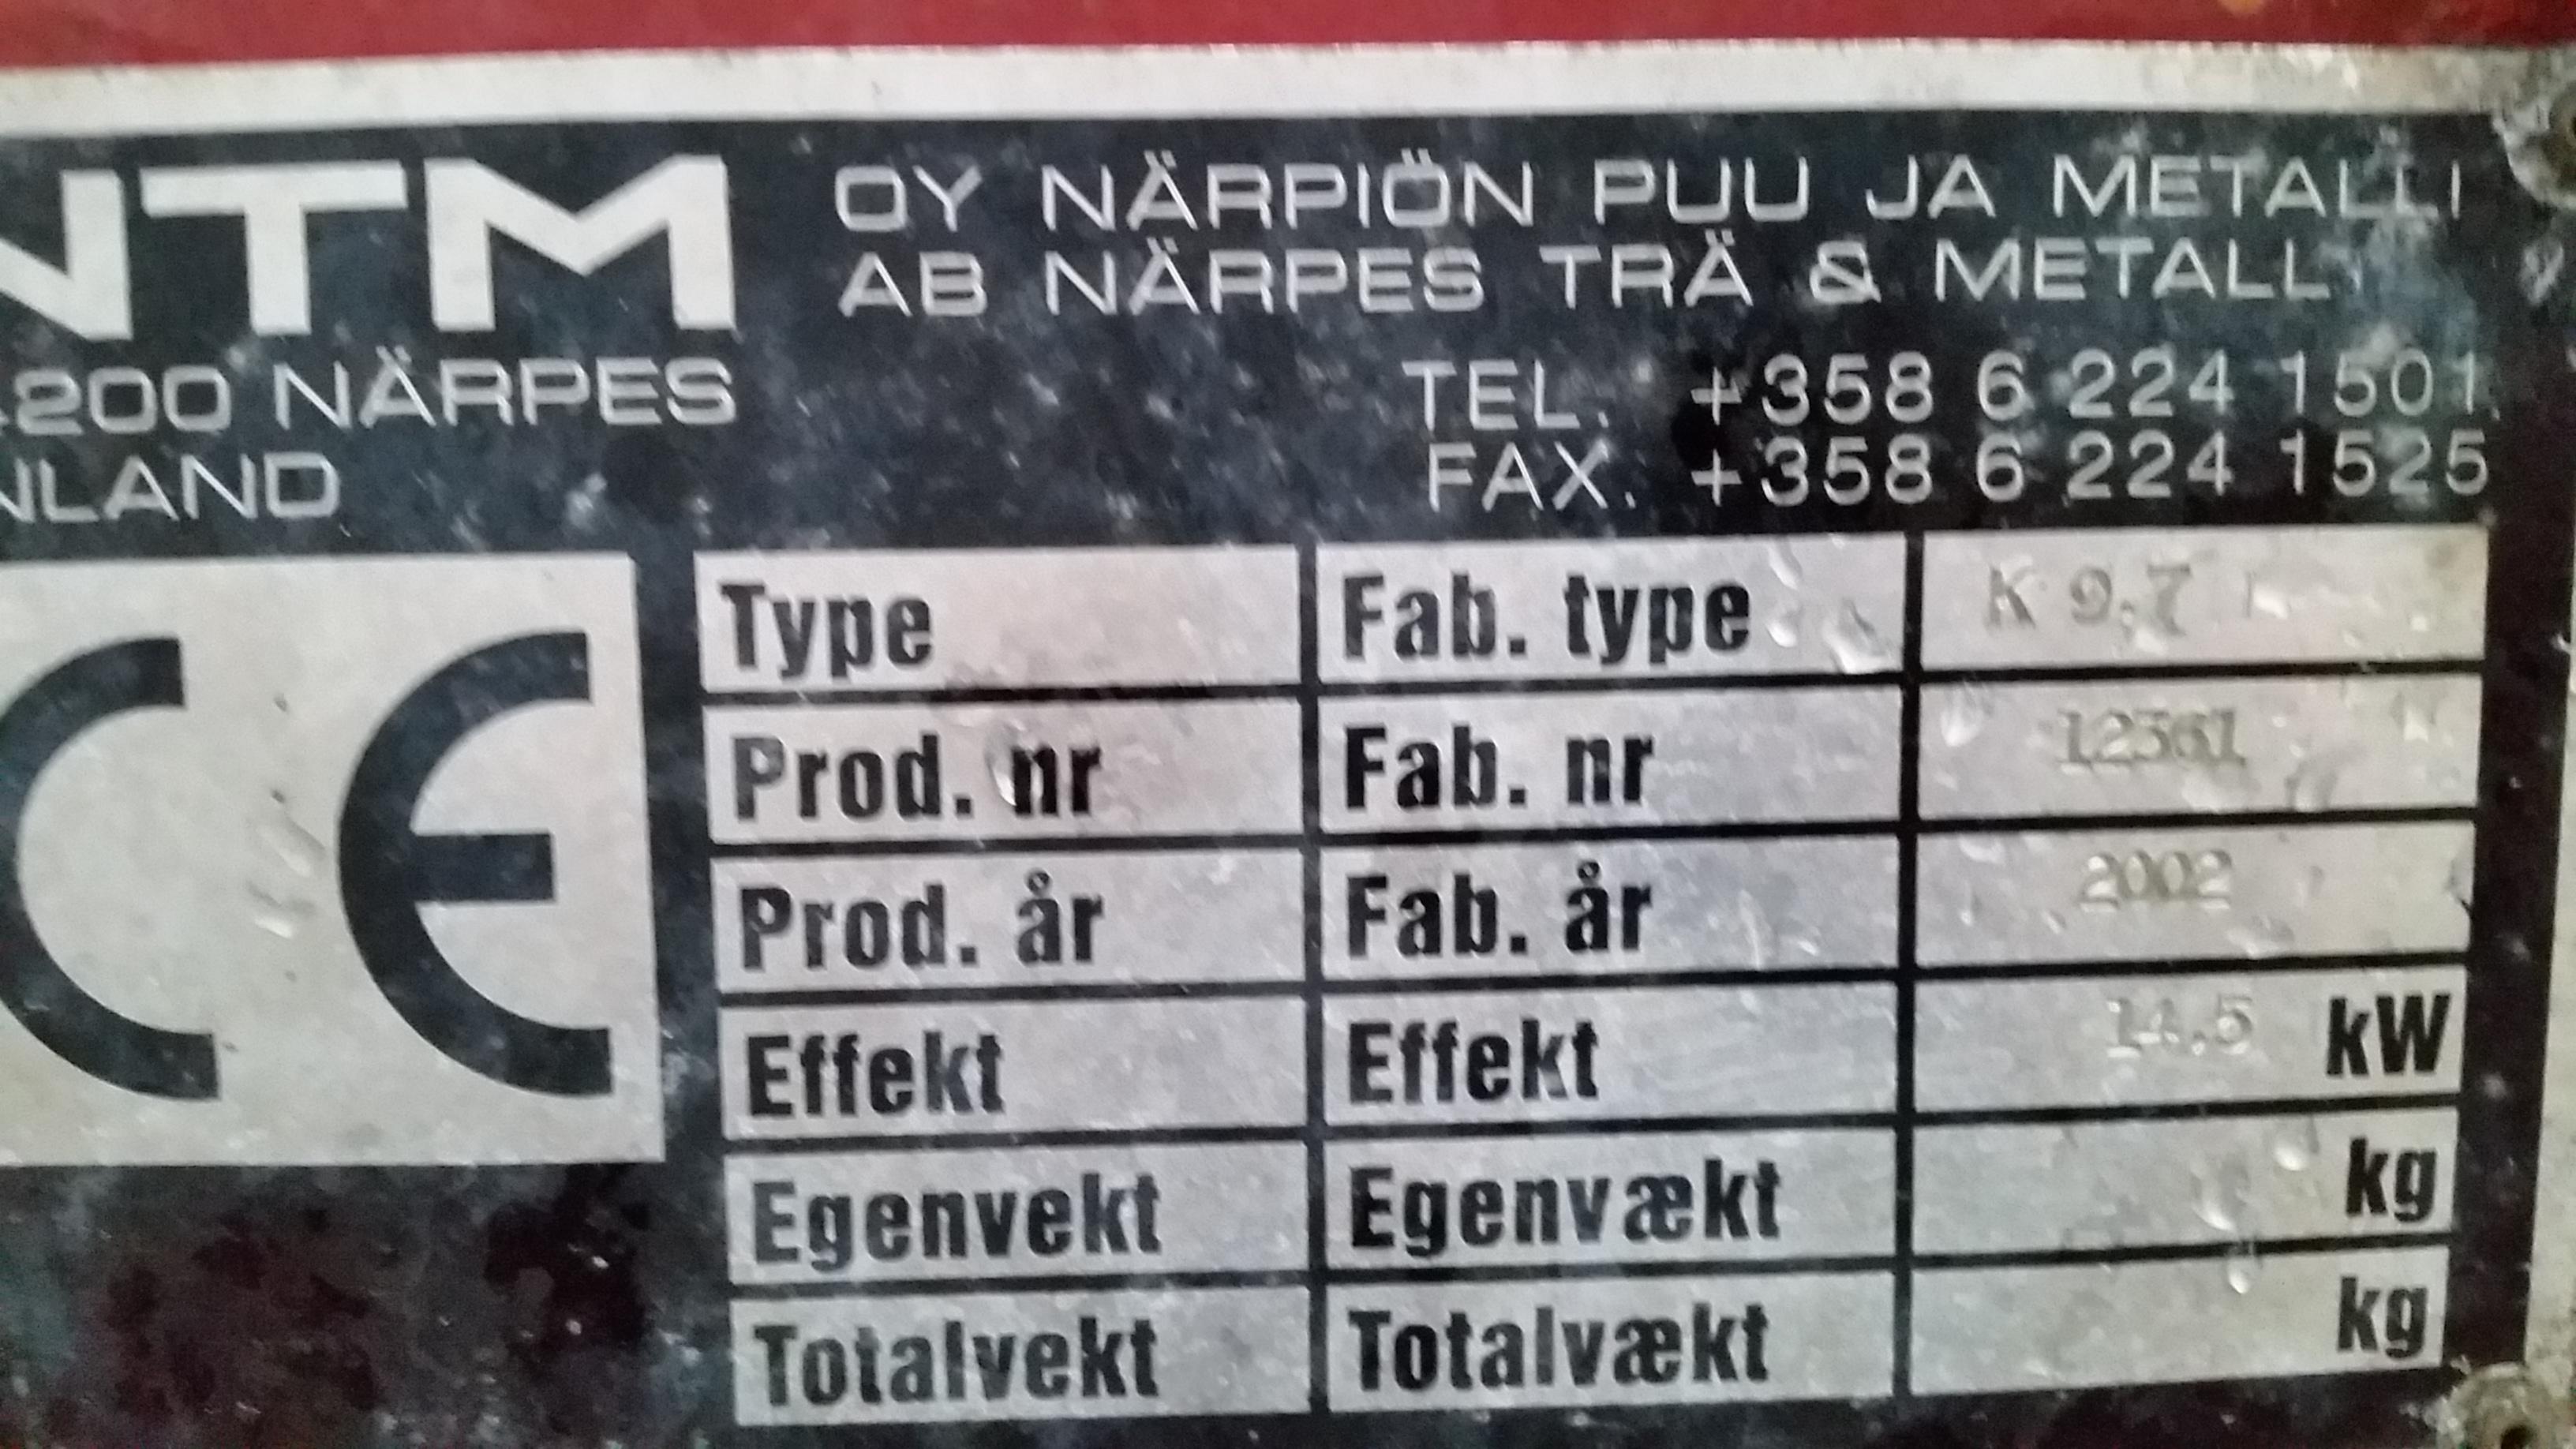 NTM OY NÄRPIÖN PUU JA METALLI
AB NÄRPES TRÄ & METALL
200 NÄRPES TEL. +358 6 224 1501
NLAND FAX. +358 6 224 1525
CE
Type Fab. type K 9.7
Prod. nr Fab. nr
Prod. år Fab. år 2002
Effekt Effekt 14.5 kW
Egenvekt Egenvækt kg
Totalvekt Totalvækt kg